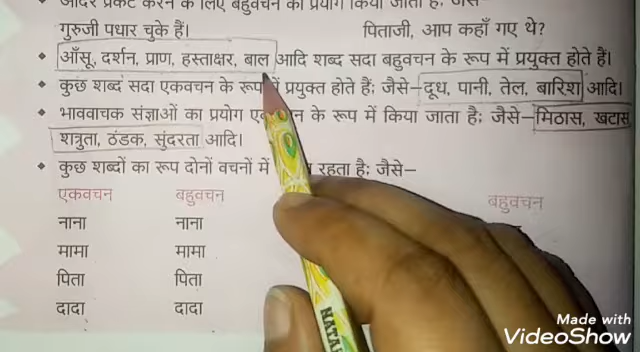 आदर प्रकट करने के लिए बहुवचन का प्रयोग किया जाता है; जैसे—
गुरुजी पधार चुके हैं। पिताजी, आप कहाँ गए थे?
❖ आँसू, दर्शन, प्राण, हस्ताक्षर, बाल आदि शब्द सदा बहुवचन के रूप में प्रयुक्त होते हैं।
❖ कुछ शब्द सदा एकवचन के रूप में प्रयुक्त होते हैं; जैसे—दूध, पानी, तेल, बारिश आदि।
❖ भाववाचक संज्ञाओं का प्रयोग एकवचन के रूप में किया जाता है; जैसे—मिठास, खटास
शत्रुता, ठंडक, सुंदरता आदि।
❖ कुछ शब्दों का रूप दोनों वचनों में रहता है; जैसे—
एकवचन बहुवचन बहुवचन
नाना नाना
मामा मामा
पिता पिता
दादा दादा
NATAR
Made with
VideoShow